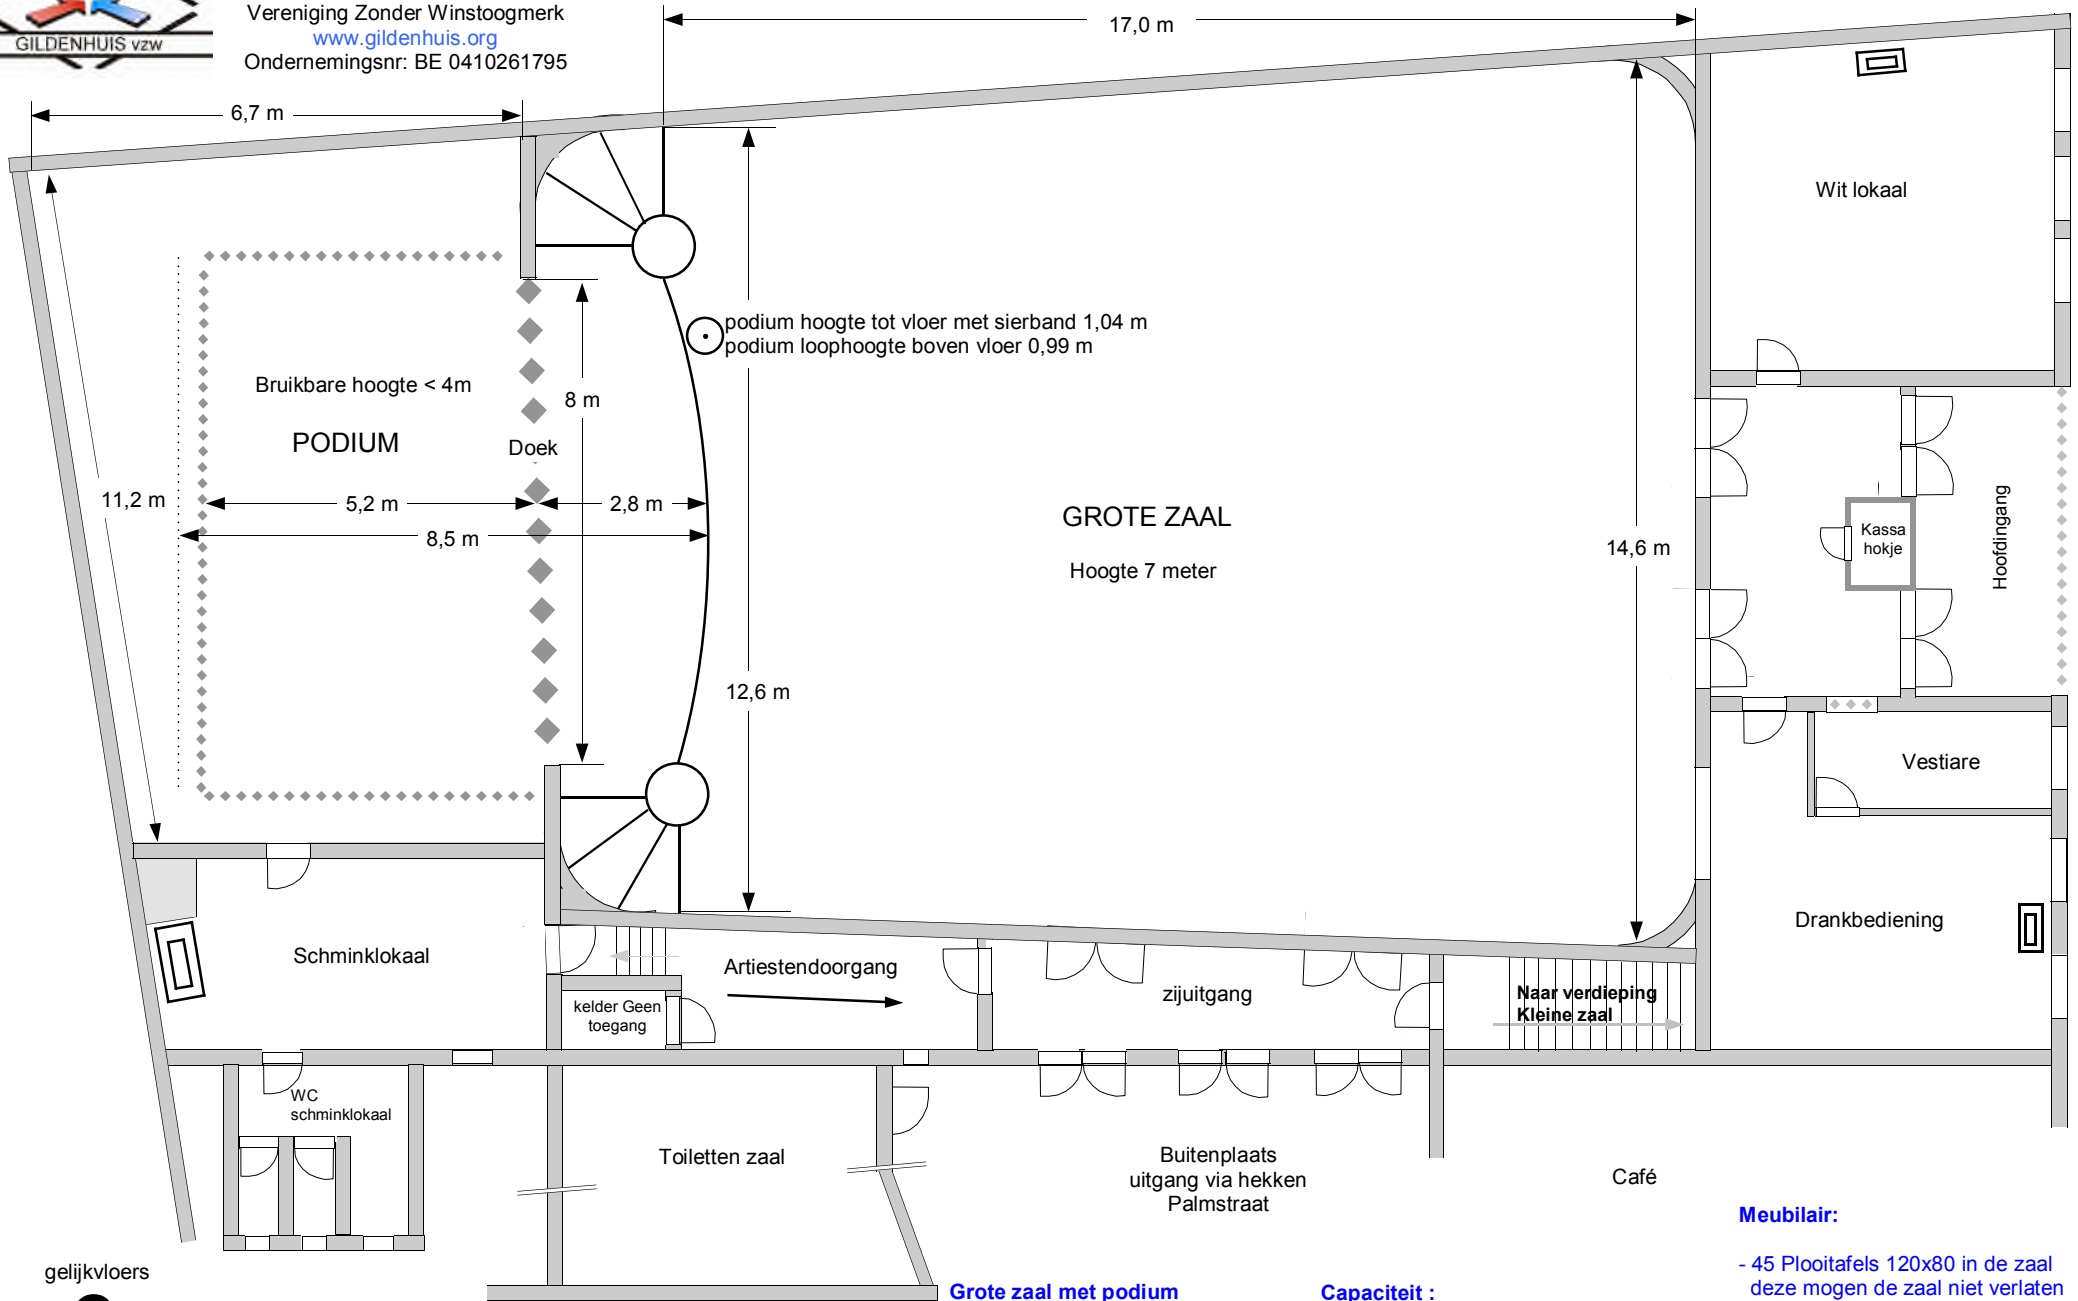 GILDENHUIS vzw
Vereniging Zonder Winstoogmerk
www.gildenhuis.org
Ondernemingsnr: BE 0410261795
17,0 m
6,7 m
Wit lokaal
podium hoogte tot vloer met sierband 1,04 m
podium loophoogte boven vloer 0,99 m
Bruikbare hoogte < 4m
8 m
PODIUM
Doek
11,2 m
5,2 m
2,8 m
8,5 m
GROTE ZAAL
Hoogte 7 meter
14,6 m
Kassa
hokje
Hoofdingang
12,6 m
Vestiare
Drankbediening
Schminklokaal
Artiestendoorgang
zijuitgang
Naar verdieping
Kleine zaal
kelder Geen
toegang
WC
schminklokaal
Toiletten zaal
Buitenplaats
uitgang via hekken
Palmstraat
Café
Meubilair:
- 45 Plooitafels 120x80 in de zaal
deze mogen de zaal niet verlaten
gelijkvloers
Grote zaal met podium
Capaciteit :